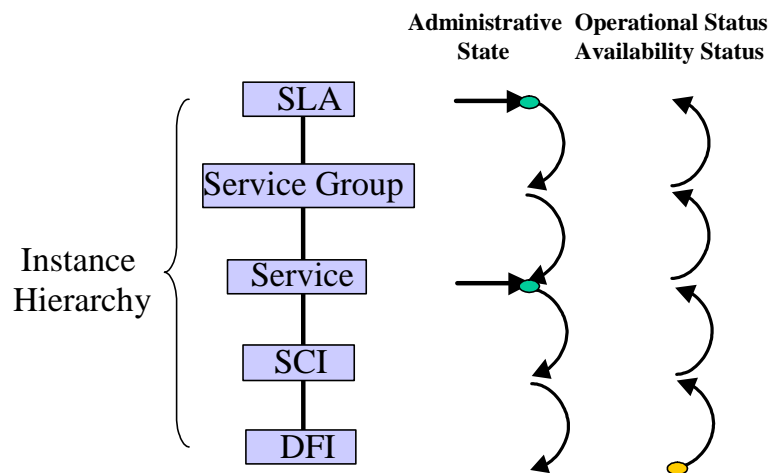 Administrative
State
Operational Status
Availability Status
SLA
Service Group
Service
SCI
DFI
Instance
Hierarchy